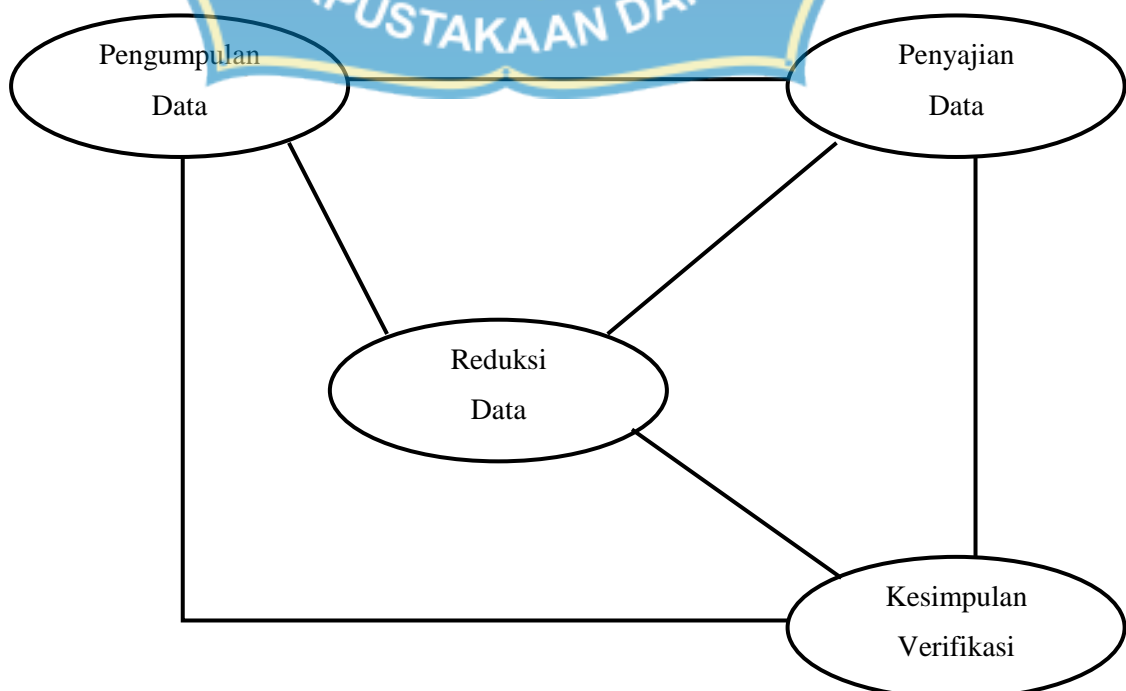 PUSTAKAAN DA
Pengumpulan
Data
Penyajian
Data
Reduksi
Data
Kesimpulan
Verifikasi